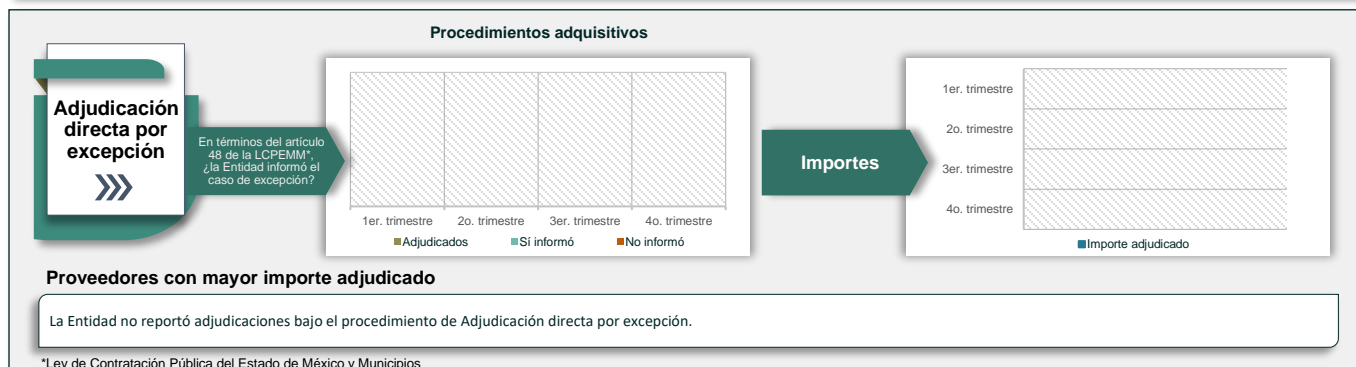 Procedimientos adquisitivos
Adjudicación
directa por
excepción
En términos del artículo
48 de la LCPEMM*,
¿la Entidad informó el
caso de excepción?
1er. trimestre
2o. trimestre
3er. trimestre
4o. trimestre
Adjudicados
Sí informó
No informó
Importes
1er. trimestre
2o. trimestre
3er. trimestre
4o. trimestre
Importe adjudicado
Proveedores con mayor importe adjudicado
La Entidad no reportó adjudicaciones bajo el procedimiento de Adjudicación directa por excepción.
*Ley de Contratación Pública del Estado de México y Municipios